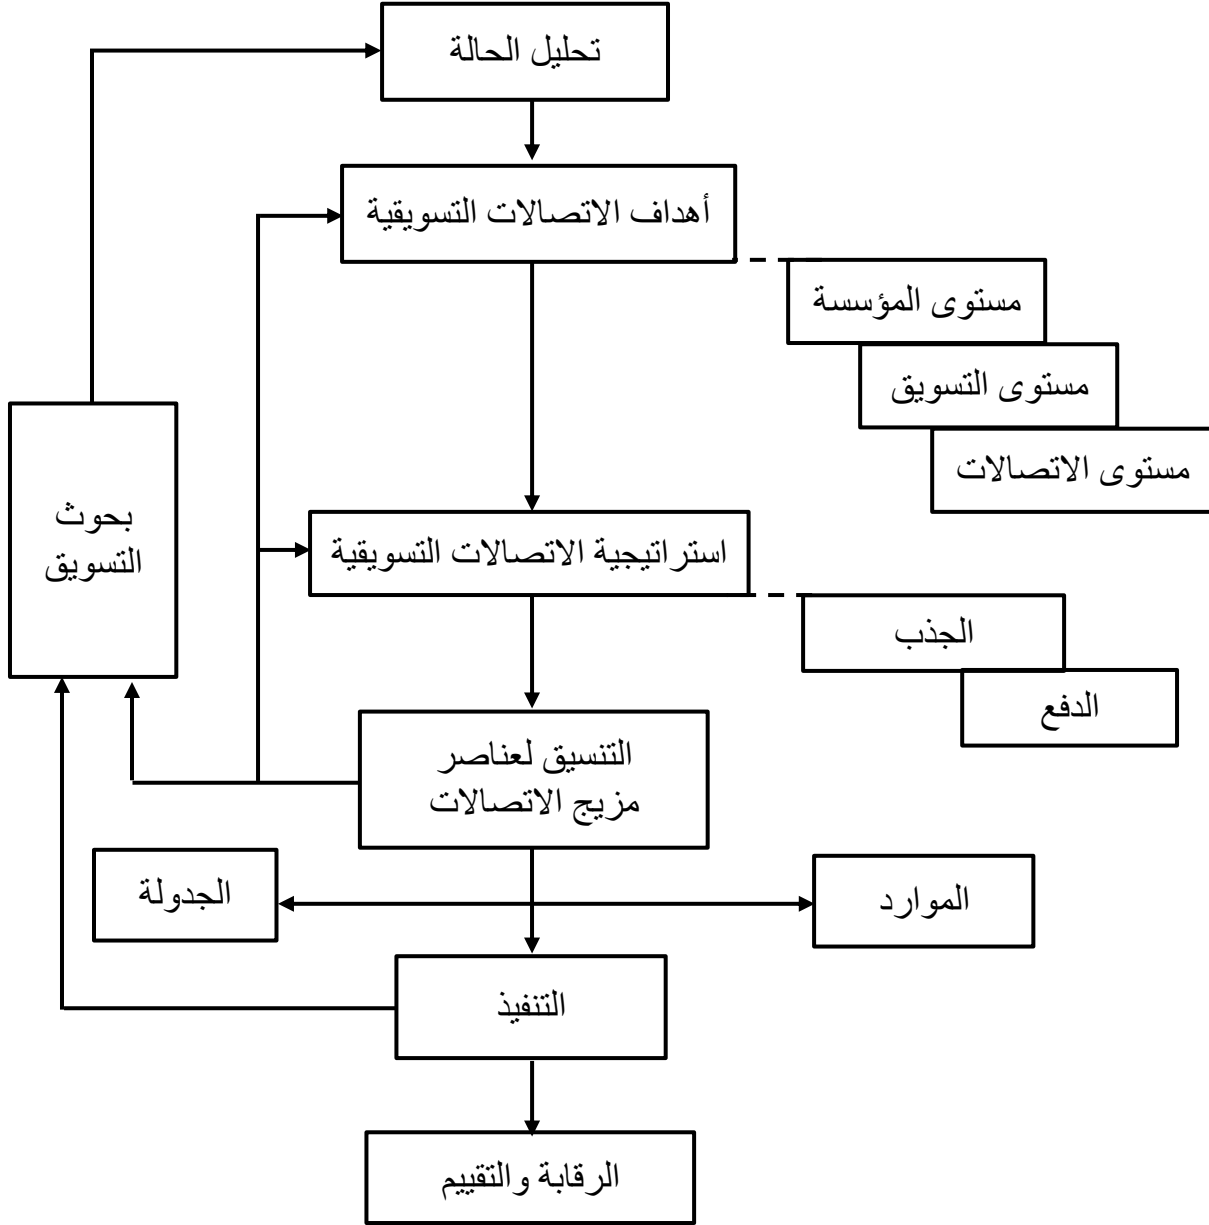 تحليل الحالة
أهداف الاتصالات التسويقية
مستوى المؤسسة
مستوى التسويق
مستوى الاتصالات
بحوث
التسويق
استراتيجية الاتصالات التسويقية
الجذب
الدفع
التنسيق لعناصر
مزيج الاتصالات
الموارد
الجدولة
التنفيذ
الرقابة والتقييم